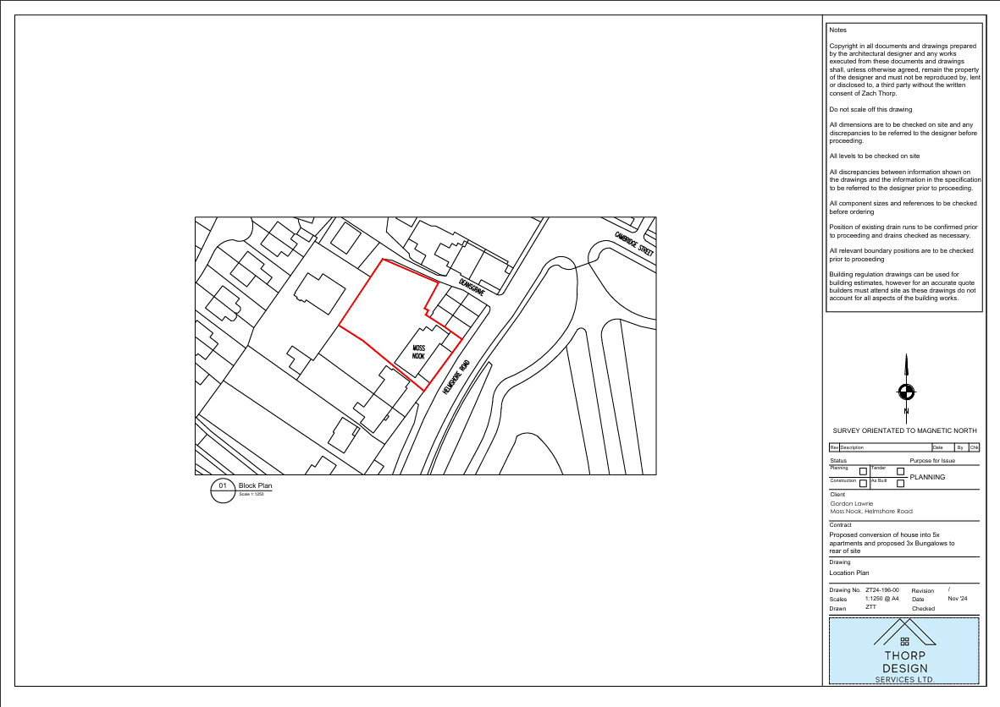 CAMBRIDGE STREET
DEANSGRAVE
MOSS
NOOK
HELMSHORE ROAD
01
Block Plan
Scale 1:1250
Notes
Copyright in all documents and drawings prepared
by the architectural designer and any works
executed from these documents and drawings
shall, unless otherwise agreed, remain the property
of the designer and must not be reproduced by, lent
or disclosed to, a third party without the written
consent of Zach Thorp.
Do not scale off this drawing
All dimensions are to be checked on site and any
discrepancies to be referred to the designer before
proceeding.
All levels to be checked on site
All discrepancies between information shown on
the drawings and the information in the specification
to be referred to the designer prior to proceeding.
All component sizes and references to be checked
before ordering
Position of existing drain runs to be confirmed prior
to proceeding and drains checked as necessary.
All relevant boundary positions are to be checked
prior to proceeding
Building regulation drawings can be used for
building estimates, however for an accurate quote
builders must attend site as these drawings do not
account for all aspects of the building works.
N
SURVEY ORIENTATED TO MAGNETIC NORTH
Rev Description Date By Chk
Status Purpose for Issue
Planning Tender
PLANNING
Construction As Built
Client
Gordon Lawrie
Moss Nook, Helmshore Road
Contract
Proposed conversion of house into 5x
apartments and proposed 3x Bungalows to
rear of site
Drawing
Location Plan
Drawing No. ZT24-196-00 Revision /
Scales 1:1250 @ A4 Date Nov '24
Drawn ZTT Checked
THORP
DESIGN
SERVICES LTD.